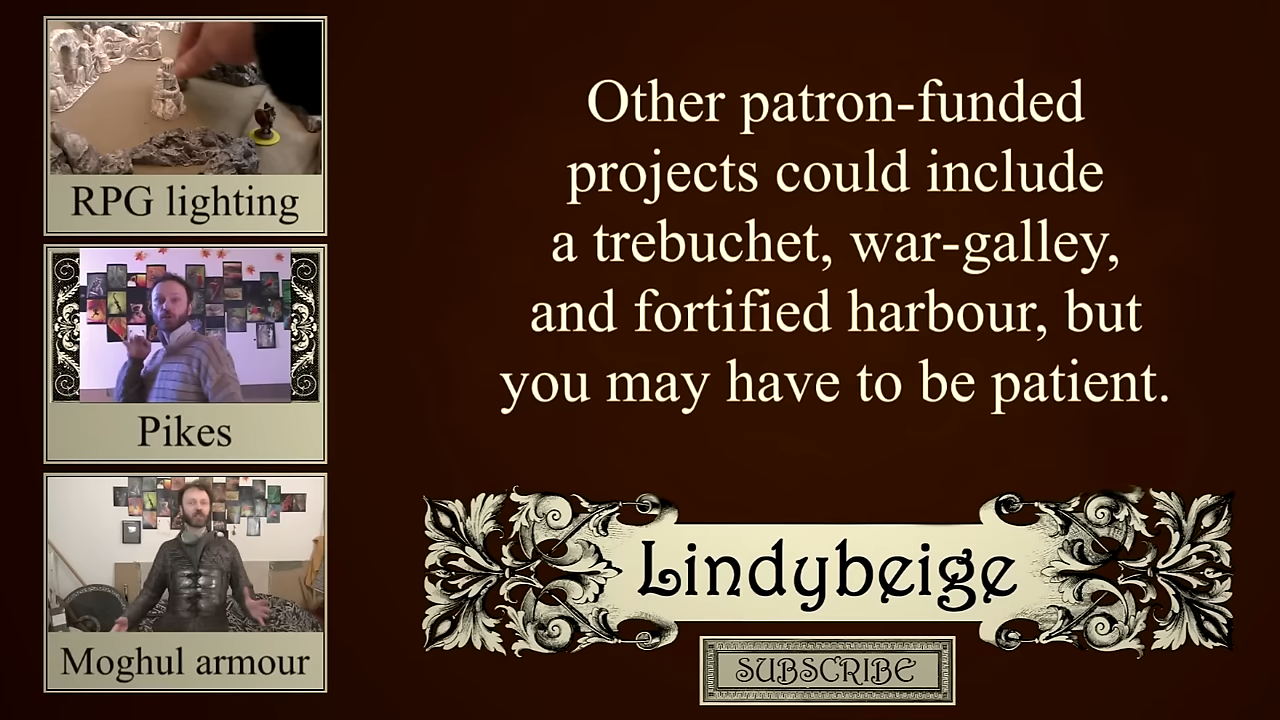 RPG lighting
Pikes
Moghul armour
Other patron-funded
projects could include
a trebuchet, war-galley,
and fortified harbour, but
you may have to be patient.
Lindybeige
SUBSCRIBE